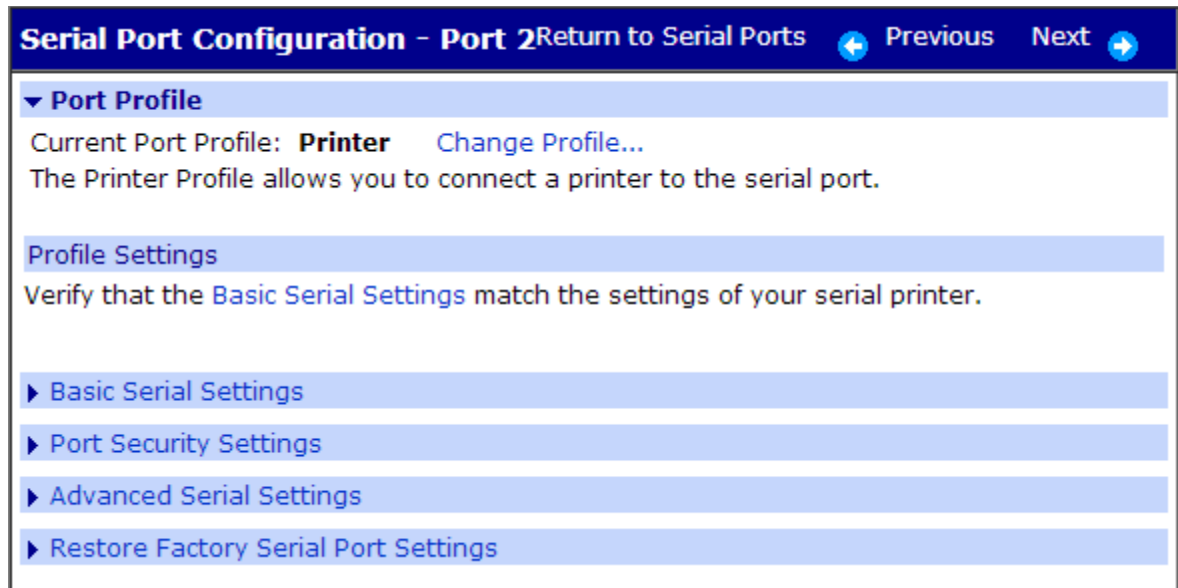 Serial Port Configuration - Port 2 Return to Serial Ports Previous Next
Port Profile
Current Port Profile: Printer Change Profile...
The Printer Profile allows you to connect a printer to the serial port.
Profile Settings
Verify that the Basic Serial Settings match the settings of your serial printer.
Basic Serial Settings
Port Security Settings
Advanced Serial Settings
Restore Factory Serial Port Settings